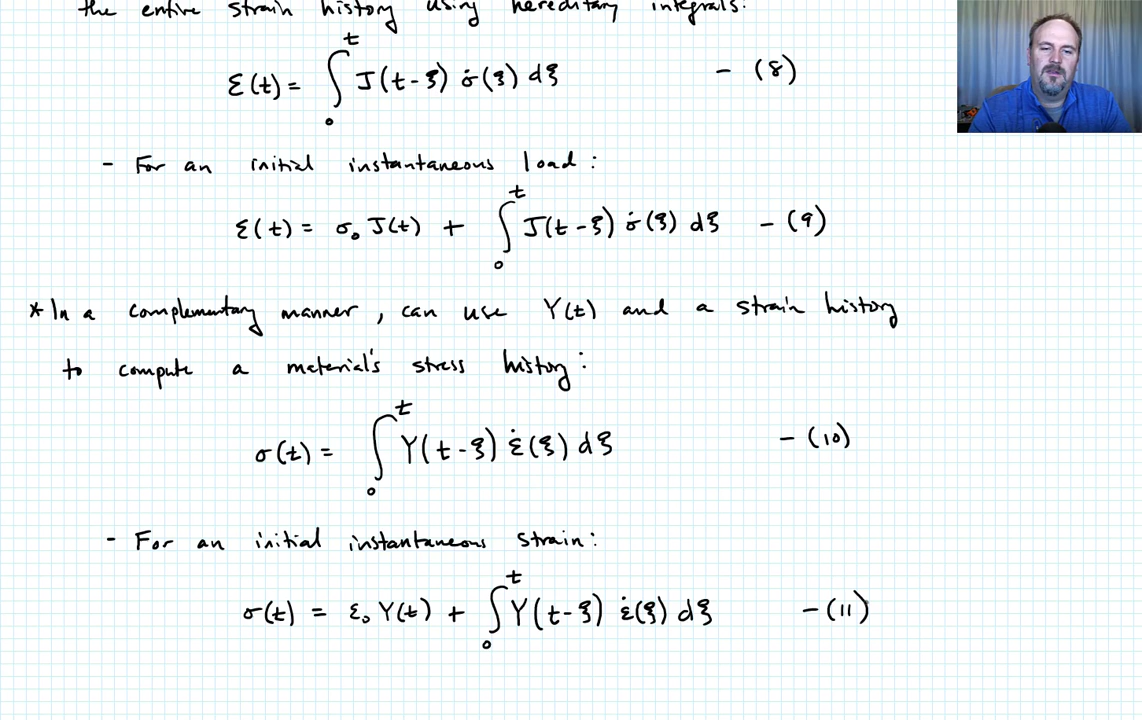 the entire strain history using hereditary integrals:
ε(t) = ∫₀ᵗ J(t-ξ) σ̇(ξ) dξ - (8)
- For an initial instantaneous load:
ε(t) = σ₀ J(t) + ∫₀ᵗ J(t-ξ) σ̇(ξ) dξ - (9)
* In a complementary manner, can use Y(t) and a strain history
to compute a material's stress history:
σ(t) = ∫₀ᵗ Y(t-ξ) ε̇(ξ) dξ - (10)
- For an initial instantaneous strain:
σ(t) = ε₀ Y(t) + ∫₀ᵗ Y(t-ξ) ε̇(ξ) dξ - (11)